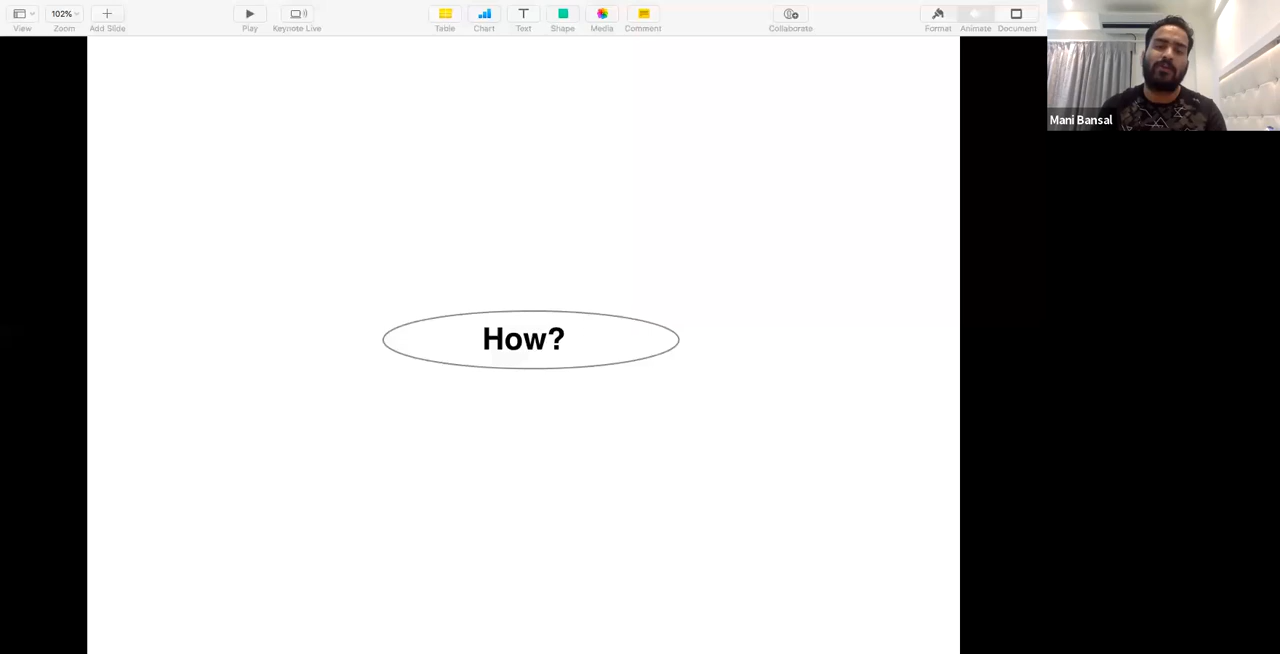 102%
View
Zoom
Add Slide
Play
Keynote Live
Table
Chart
Text
Shape
Media
Comment
Collaborate
Format
Animate
Document
Mani Bansal
How?